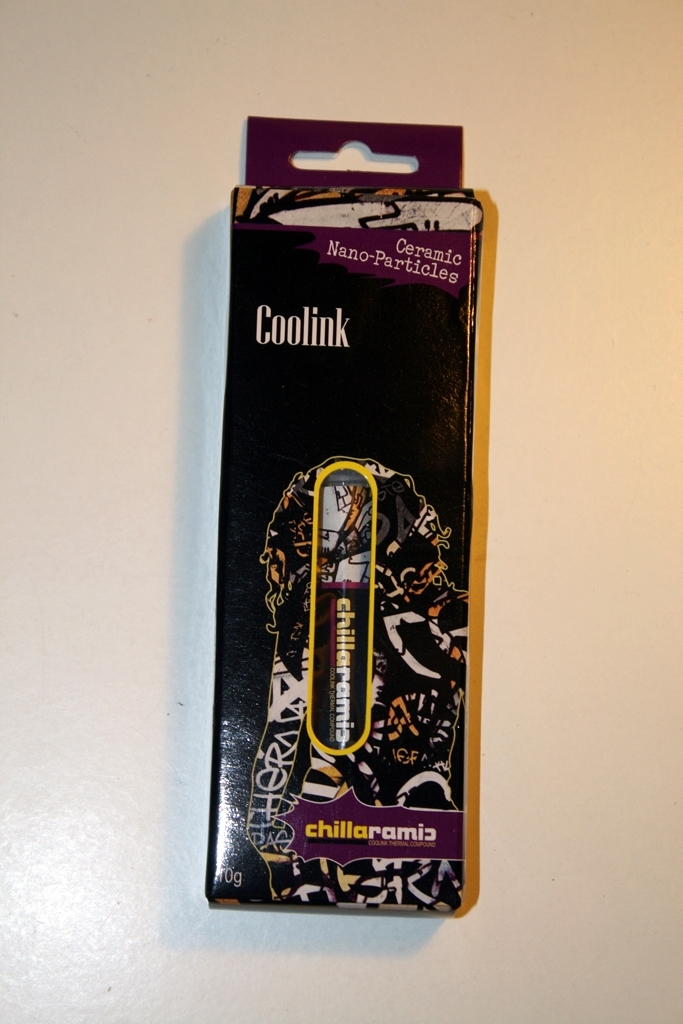 Ceramic
Nano-Particles
Coolink
chillaramic
COOLINK THERMAL COMPOUND
chillaramic
COOLINK THERMAL COMPOUND
10g